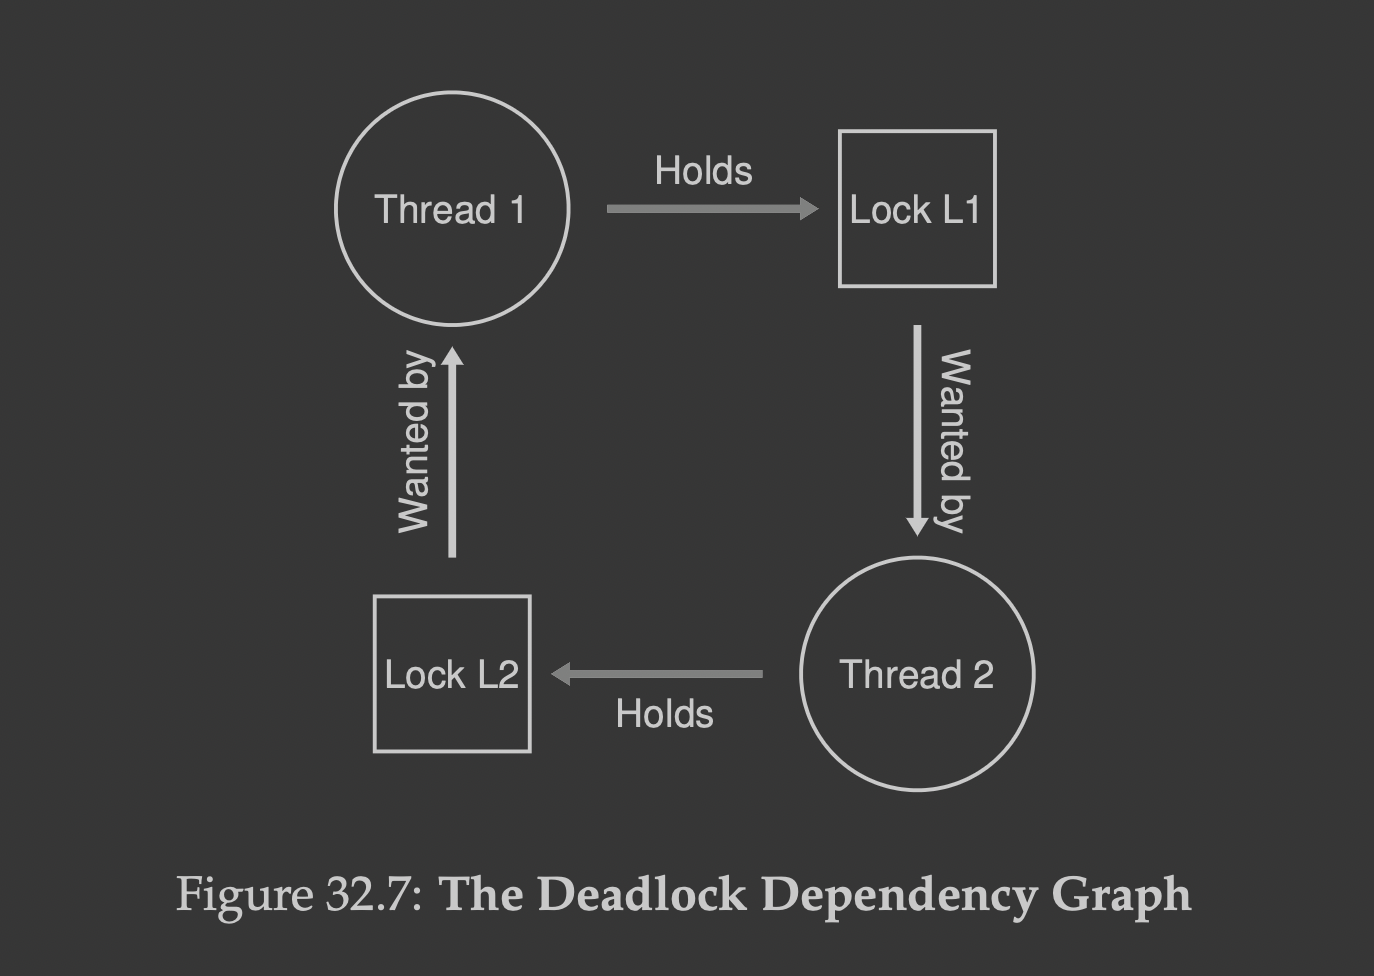 Holds
Thread 1
Lock L1
Wanted by
Wanted by
Lock L2
Thread 2
Holds
Figure 32.7: The Deadlock Dependency Graph